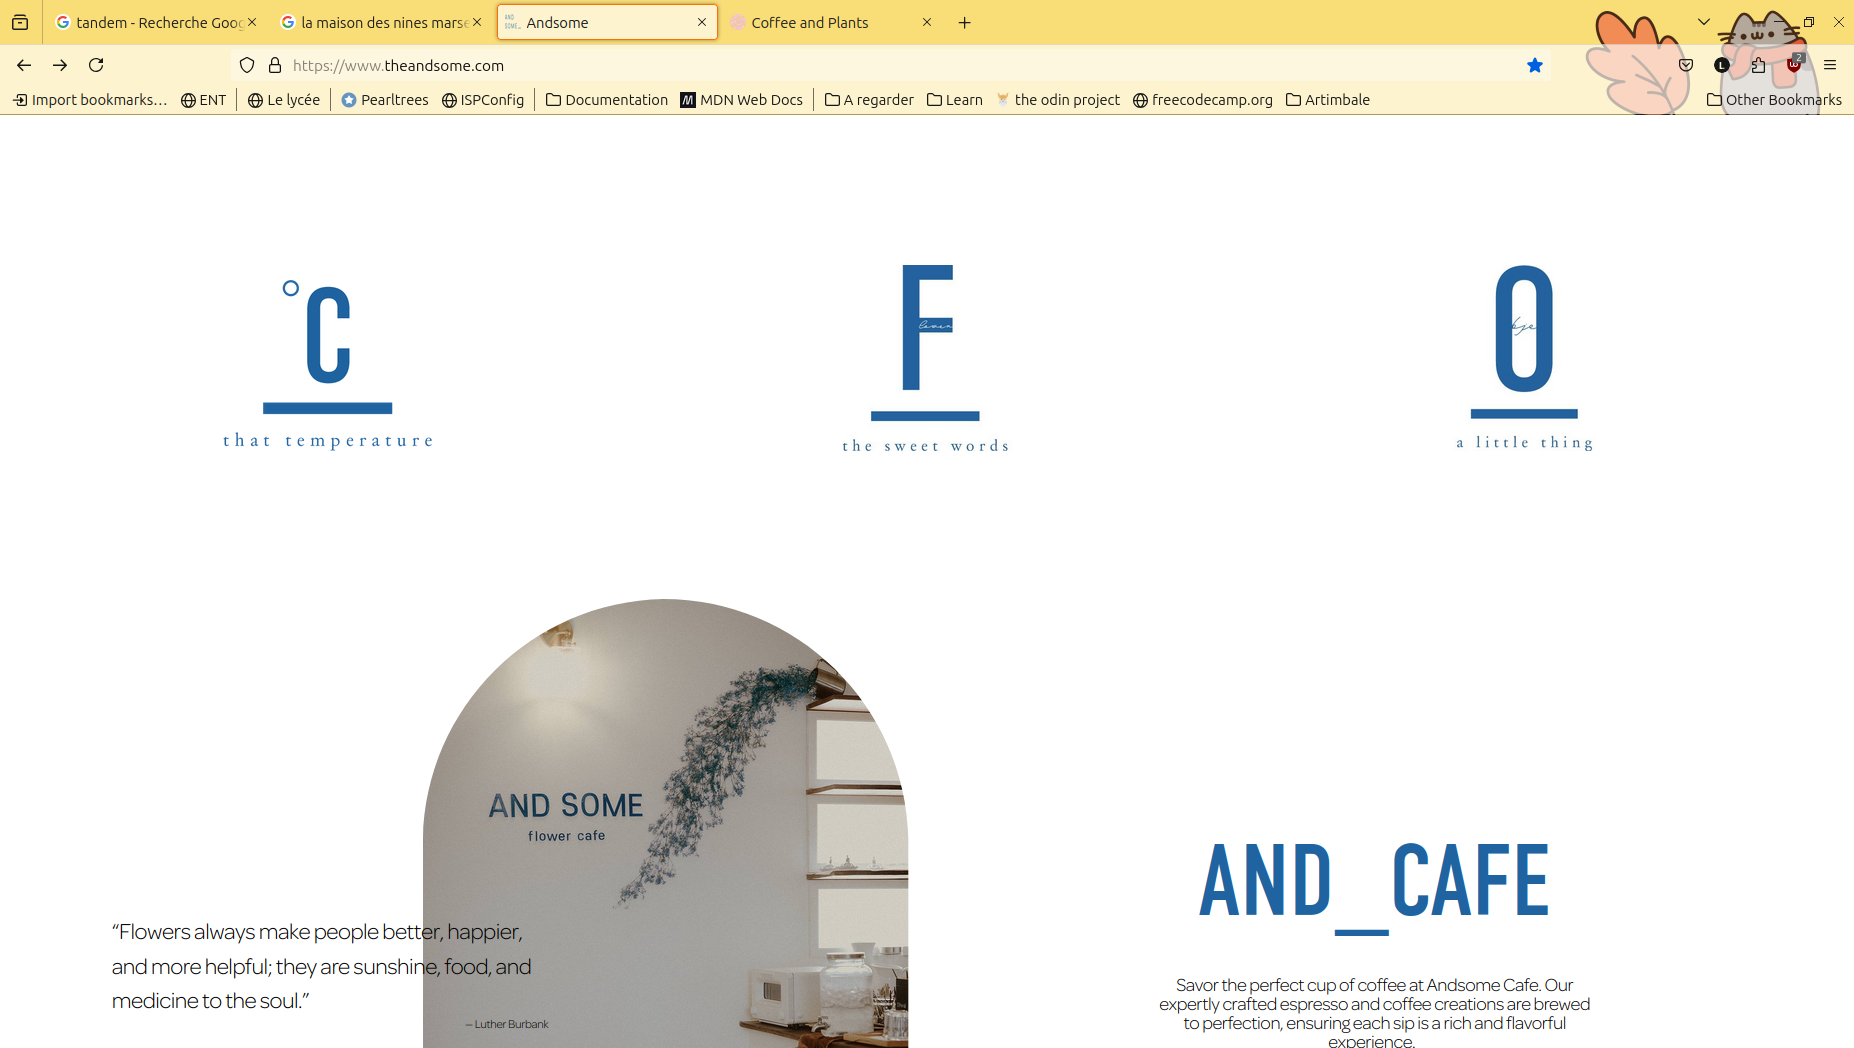 tandem - Recherche Goog
la maison des nines marse
AND SOME_
Andsome
Coffee and Plants
https://www.theandsome.com
L
2
Import bookmarks…
ENT
Le lycée
Pearltrees
ISPConfig
Documentation
MDN Web Docs
A regarder
Learn
the odin project
freecodecamp.org
Artimbale
Other Bookmarks
°C
that temperature
F
the sweet words
O
bje
a little thing
AND SOME
flower cafe
“Flowers always make people better, happier,
and more helpful; they are sunshine, food, and
medicine to the soul.”
— Luther Burbank
AND_CAFE
Savor the perfect cup of coffee at Andsome Cafe. Our
expertly crafted espresso and coffee creations are brewed
to perfection, ensuring each sip is a rich and flavorful
experience.